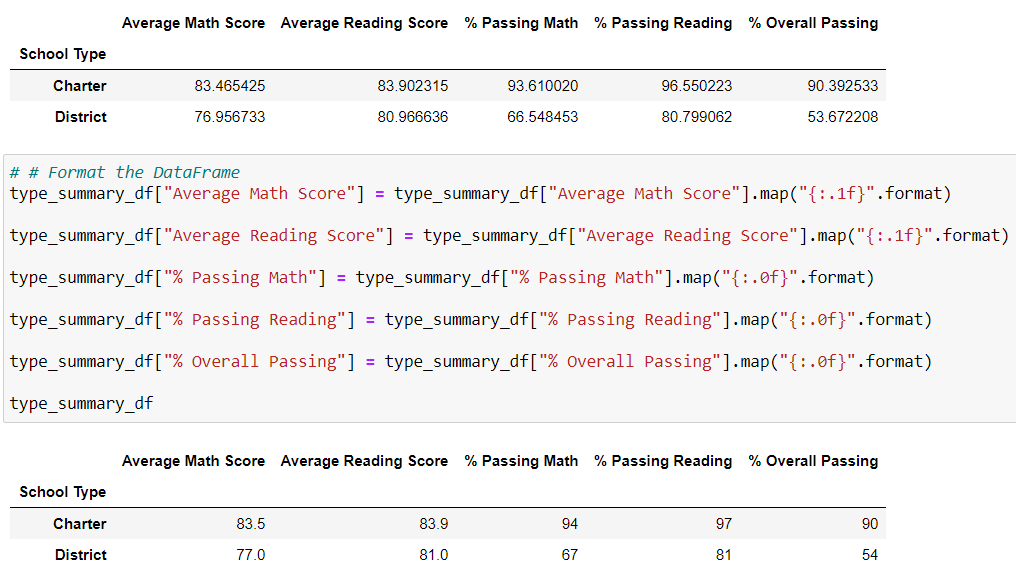 Average Math Score Average Reading Score % Passing Math % Passing Reading % Overall Passing
School Type
Charter 83.465425 83.902315 93.610020 96.550223 90.392533
District 76.956733 80.966636 66.548453 80.799062 53.672208
# # Format the DataFrame
type_summary_df["Average Math Score"] = type_summary_df["Average Math Score"].map("{:.1f}".format)
type_summary_df["Average Reading Score"] = type_summary_df["Average Reading Score"].map("{:.1f}".format)
type_summary_df["% Passing Math"] = type_summary_df["% Passing Math"].map("{:.0f}".format)
type_summary_df["% Passing Reading"] = type_summary_df["% Passing Reading"].map("{:.0f}".format)
type_summary_df["% Overall Passing"] = type_summary_df["% Overall Passing"].map("{:.0f}".format)
type_summary_df
Average Math Score Average Reading Score % Passing Math % Passing Reading % Overall Passing
School Type
Charter 83.5 83.9 94 97 90
District 77.0 81.0 67 81 54